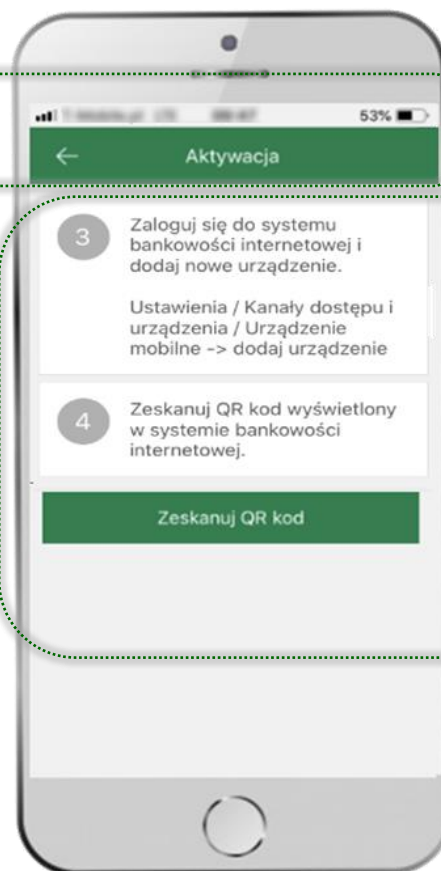 53%
Aktywacja
3
Zaloguj się do systemu
bankowości internetowej i
dodaj nowe urządzenie.
Ustawienia / Kanały dostępu i
urządzenia / Urządzenie
mobilne -> dodaj urządzenie
4
Zeskanuj QR kod wyświetlony
w systemie bankowości
internetowej.
Zeskanuj QR kod